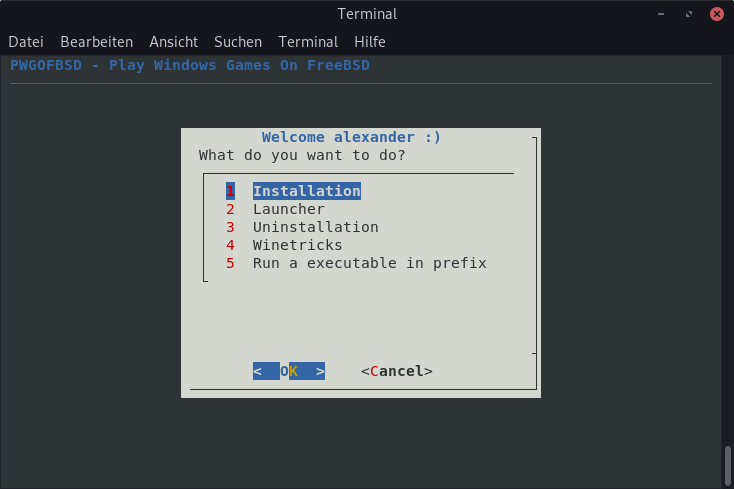 Terminal
Datei Bearbeiten Ansicht Suchen Terminal Hilfe
PWGOFBSD - Play Windows Games On FreeBSD
Welcome alexander :)
What do you want to do?
1 Installation
2 Launcher
3 Uninstallation
4 Winetricks
5 Run a executable in prefix
< OK > <Cancel>